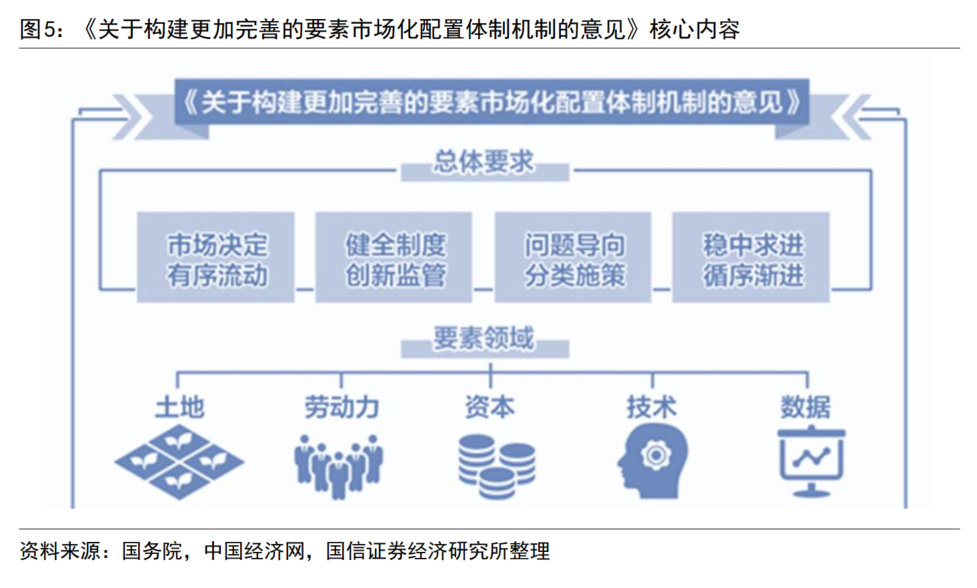 图5：《关于构建更加完善的要素市场化配置体制机制的意见》核心内容
《关于构建更加完善的要素市场化配置体制机制的意见》
总体要求
市场决定
有序流动
健全制度
创新监管
问题导向
分类施策
稳中求进
循序渐进
要素领域
土地
劳动力
资本
技术
数据
资料来源：国务院，中国经济网，国信证券经济研究所整理